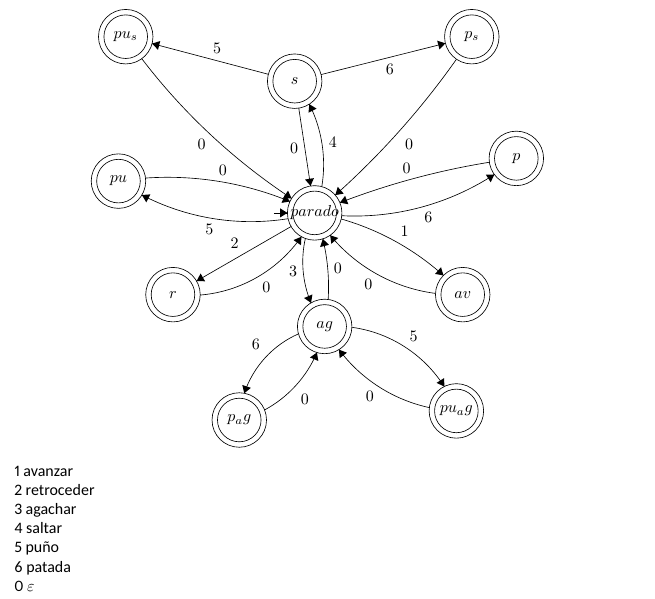 pu_s
p_s
5
s
6
0
4
0
0
0
0
p
pu
parado
5
6
2
1
3
0
0
0
r
av
ag
6
5
0
0
p_ag
pu_ag
1 avanzar
2 retroceder
3 agachar
4 saltar
5 puño
6 patada
0 ε